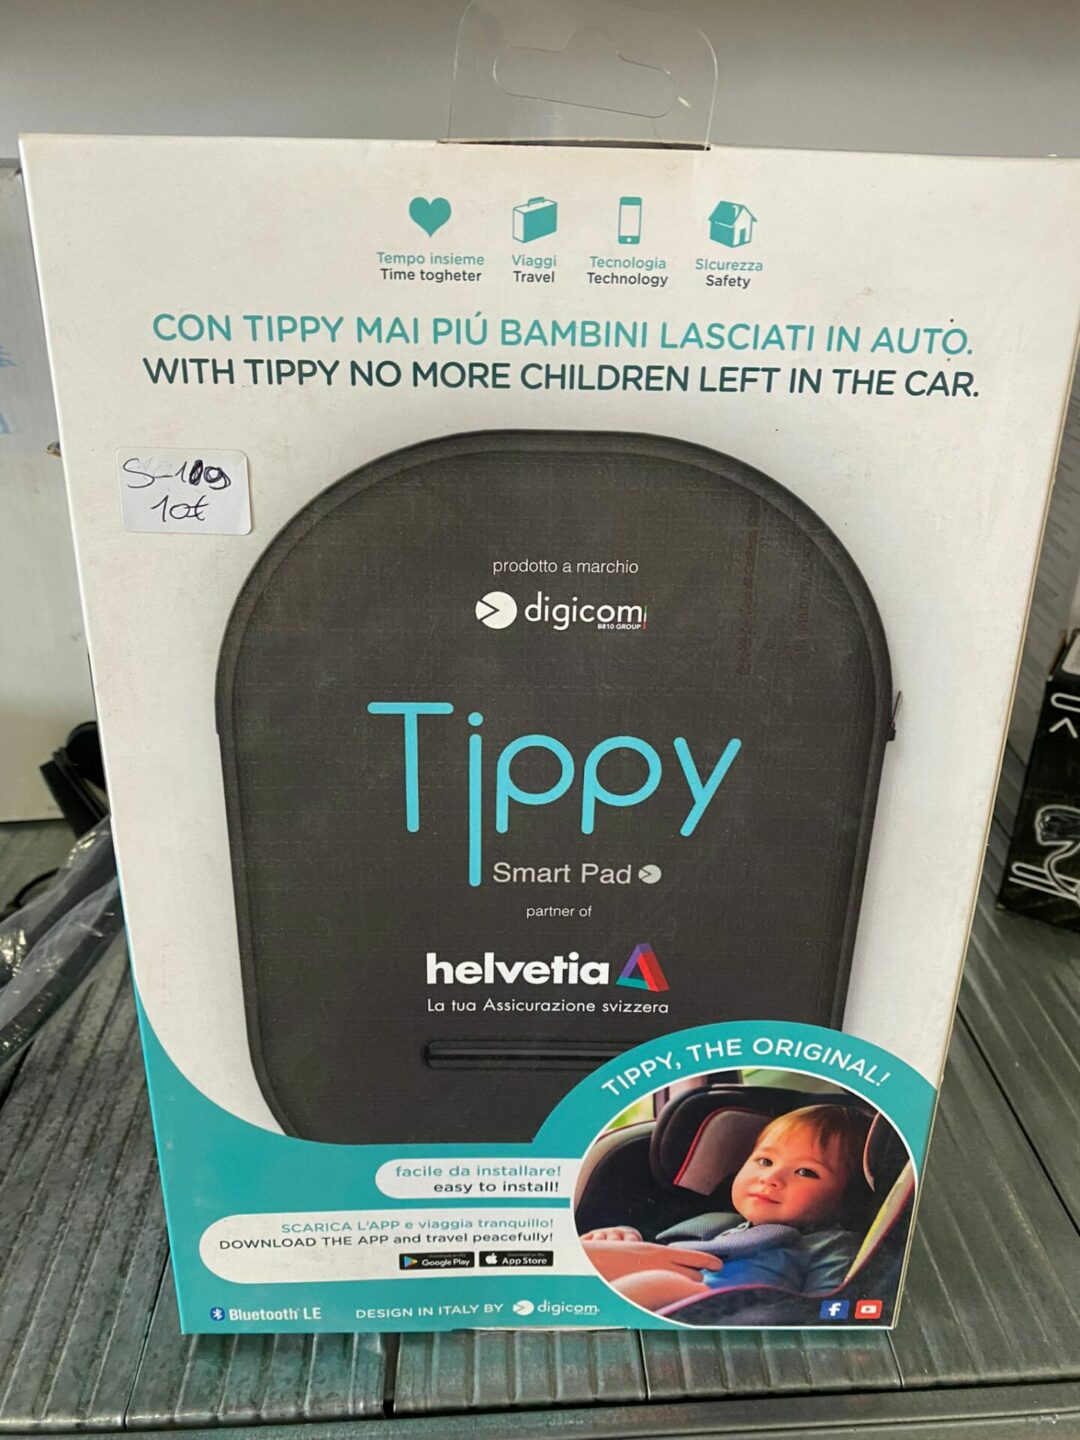 Tempo insieme
Time togheter
Viaggi
Travel
Tecnologia
Technology
Sicurezza
Safety
CON TIPPY MAI PIÚ BAMBINI LASCIATI IN AUTO.
WITH TIPPY NO MORE CHILDREN LEFT IN THE CAR.
10€
prodotto a marchio
digicom
B810 GROUP
Tippy
Smart Pad
partner of
helvetia
La tua Assicurazione svizzera
TIPPY, THE ORIGINAL!
facile da installare!
easy to install!
SCARICA L'APP e viaggia tranquillo!
DOWNLOAD THE APP and travel peacefully!
Google Play
App Store
Bluetooth LE
DESIGN IN ITALY BY digicom.